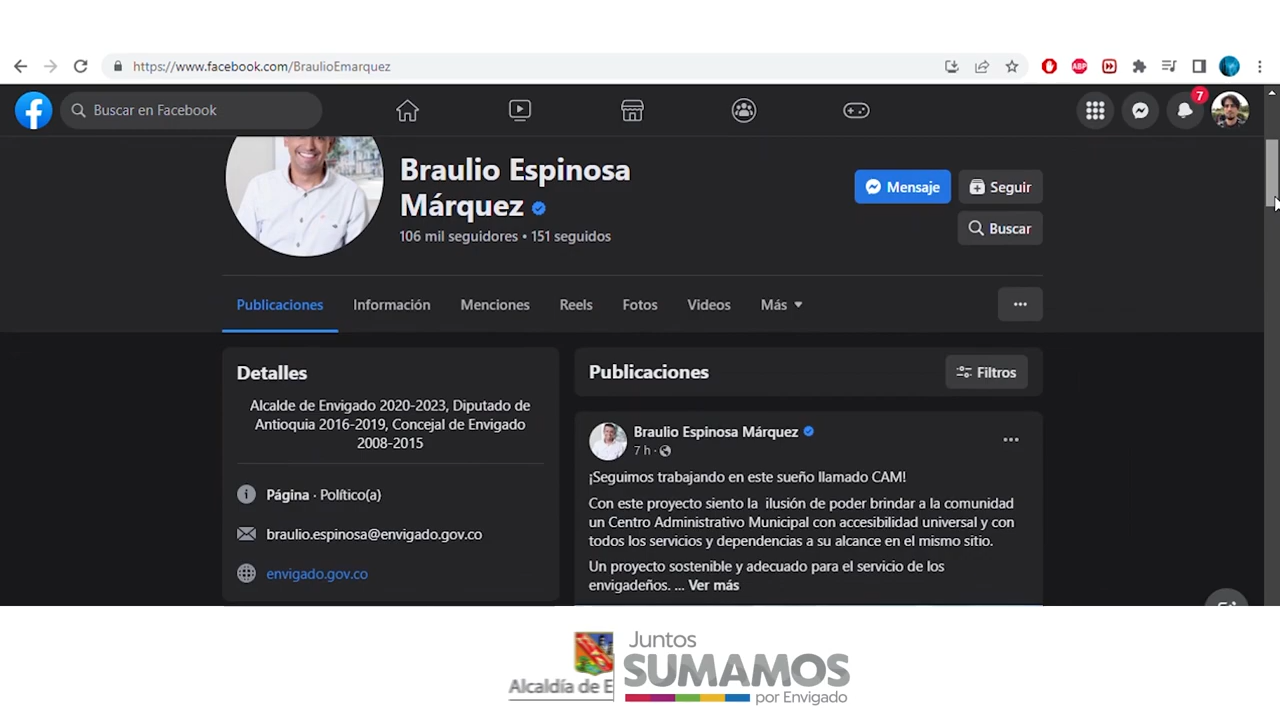 https://www.facebook.com/BraulioEmarquez
ABP
Buscar en Facebook
7
Braulio Espinosa
Márquez
106 mil seguidores • 151 seguidos
Mensaje
Seguir
Buscar
Publicaciones
Información
Menciones
Reels
Fotos
Videos
Más
Detalles
Alcalde de Envigado 2020-2023, Diputado de
Antioquia 2016-2019, Concejal de Envigado
2008-2015
Página · Político(a)
braulio.espinosa@envigado.gov.co
envigado.gov.co
Publicaciones
Filtros
Braulio Espinosa Márquez
7 h ·
¡Seguimos trabajando en este sueño llamado CAM!
Con este proyecto siento la ilusión de poder brindar a la comunidad
un Centro Administrativo Municipal con accesibilidad universal y con
todos los servicios y dependencias a su alcance en el mismo sitio.
Un proyecto sostenible y adecuado para el servicio de los
envigadeños. ... Ver más
Alcaldía de E
Juntos
SUMAMOS
por Envigado